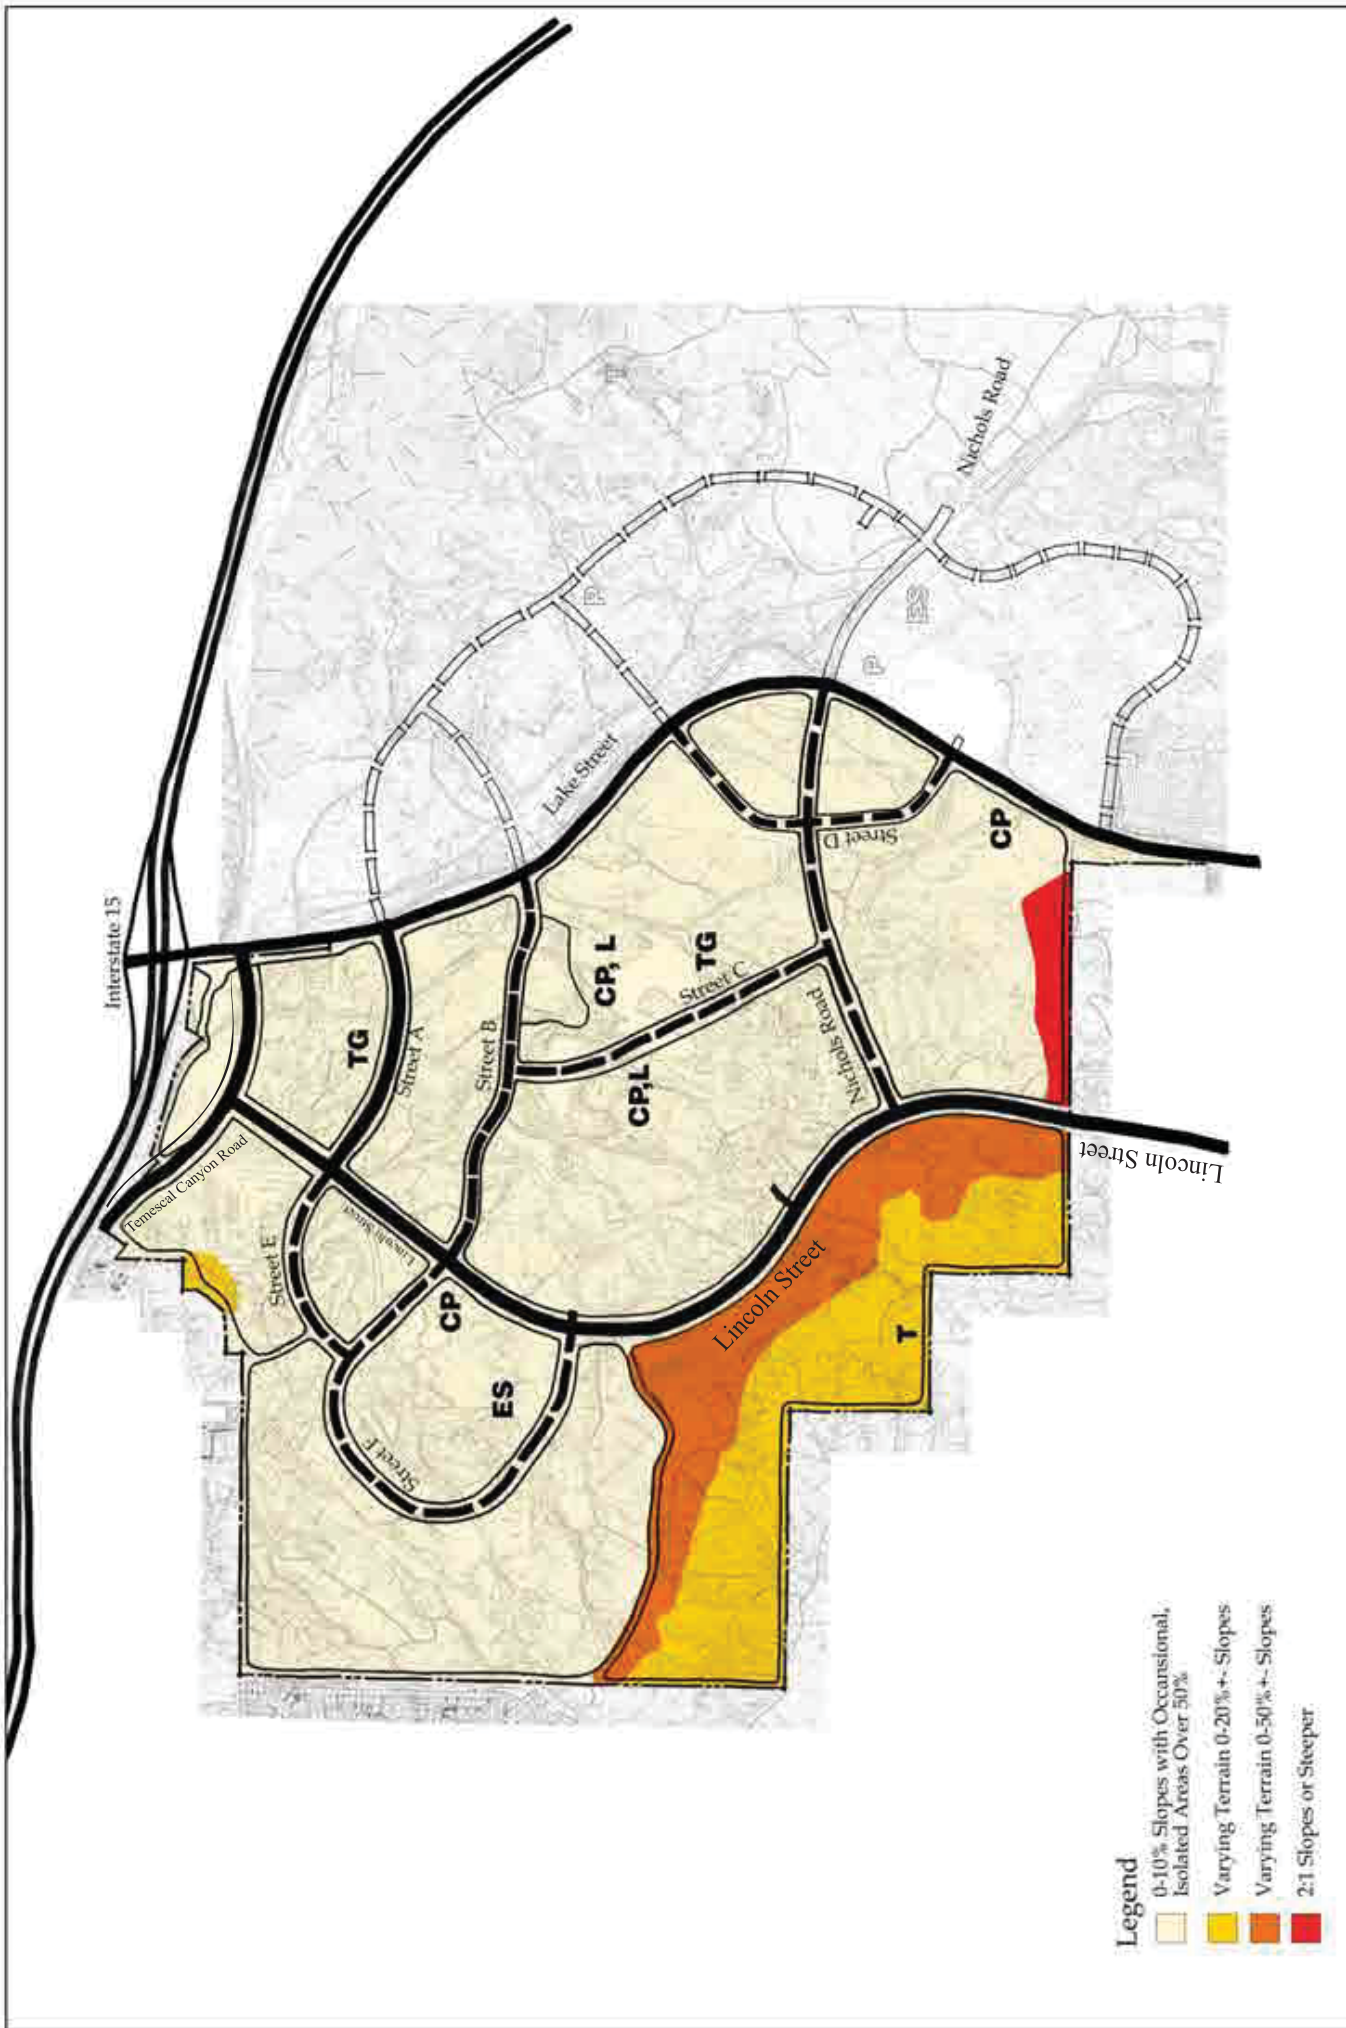 Interstate 15
Temescal Canyon Road
TG
Street A
Street B
Street E
Lincoln Street
CP
ES
Street F
Lake Street
CP, L
TG
Street C
CP,L
Nichols Road
Street D
CP
P
P
ES
Nichols Road
Lincoln Street
Lincoln Street
T
Legend
0-10% Slopes with Occansional,
Isolated Areas Over 50%
Varying Terrain 0-20%+- Slopes
Varying Terrain 0-50%+- Slopes
2:1 Slopes or Steeper